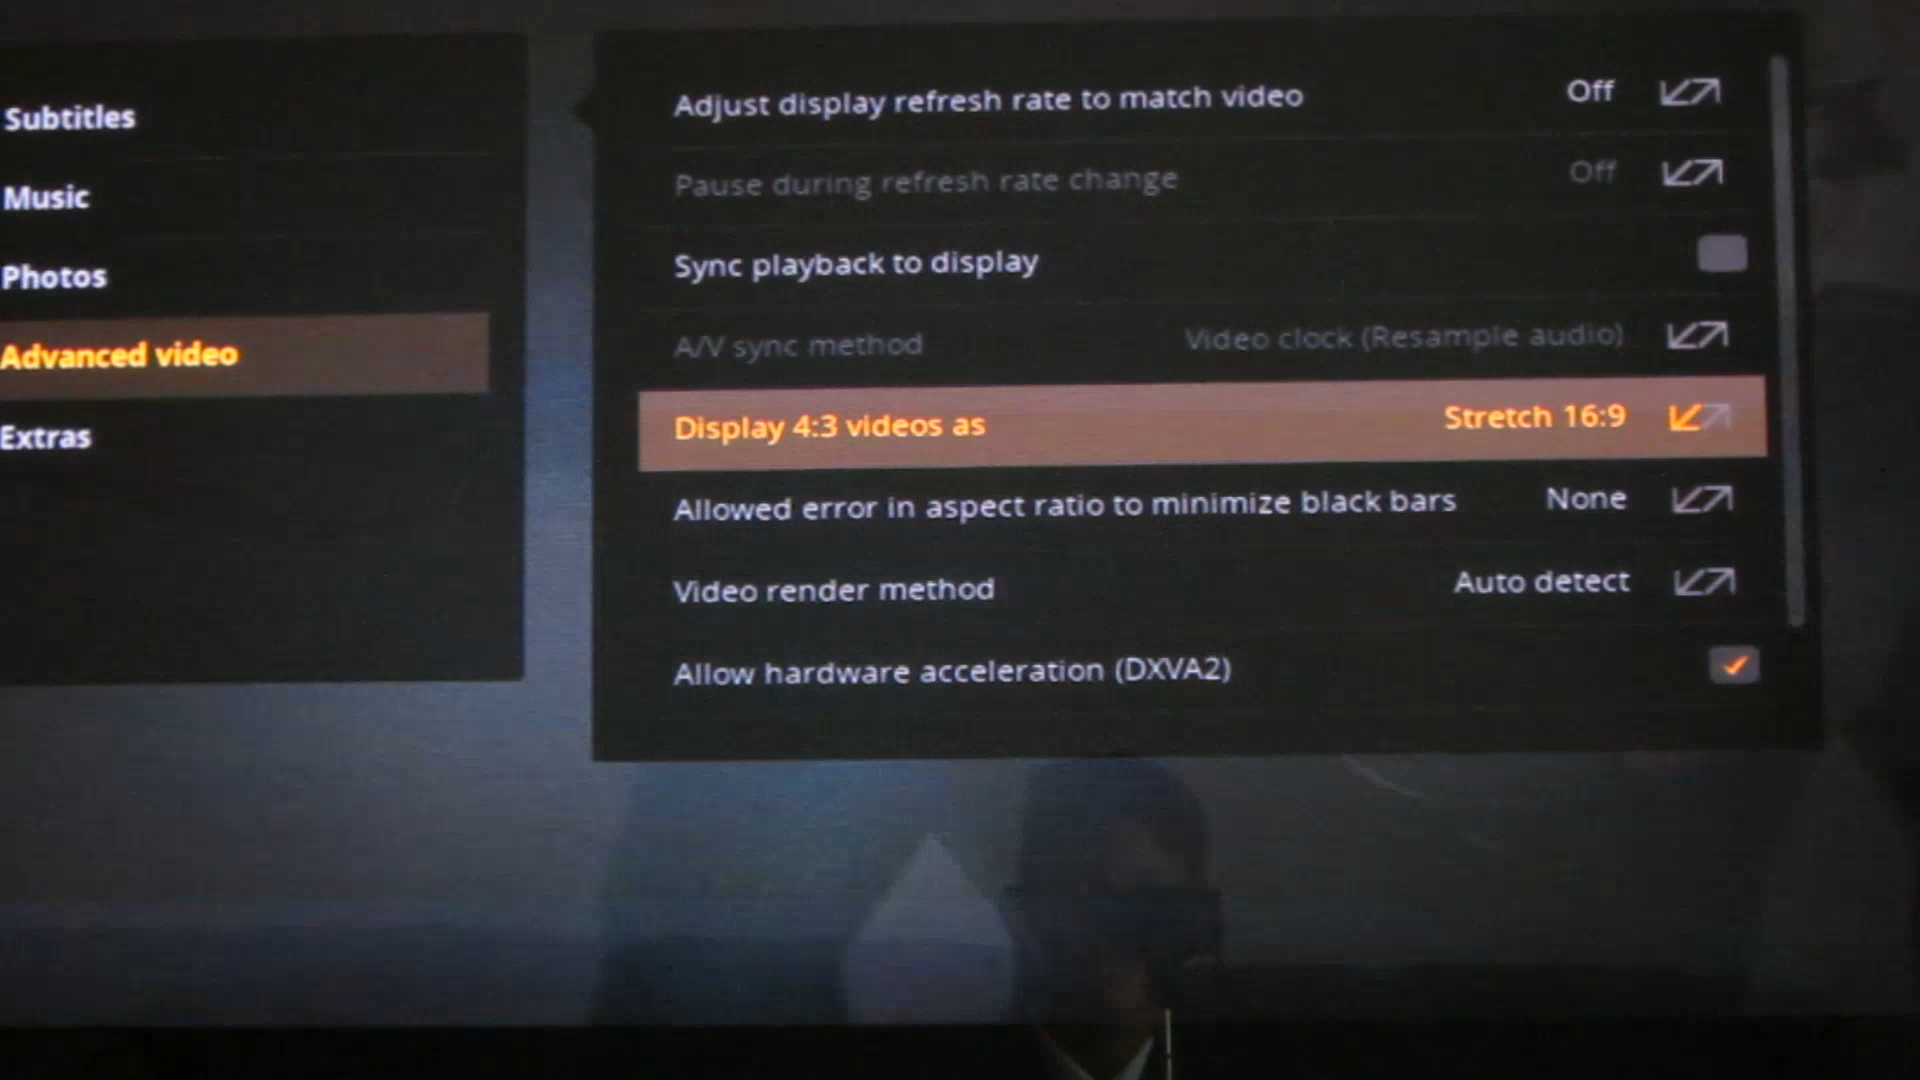 Subtitles
Music
Photos
Advanced video
Extras
Adjust display refresh rate to match video Off
Pause during refresh rate change Off
Sync playback to display
A/V sync method Video clock (Resample audio)
Display 4:3 videos as Stretch 16:9
Allowed error in aspect ratio to minimize black bars None
Video render method Auto detect
Allow hardware acceleration (DXVA2)